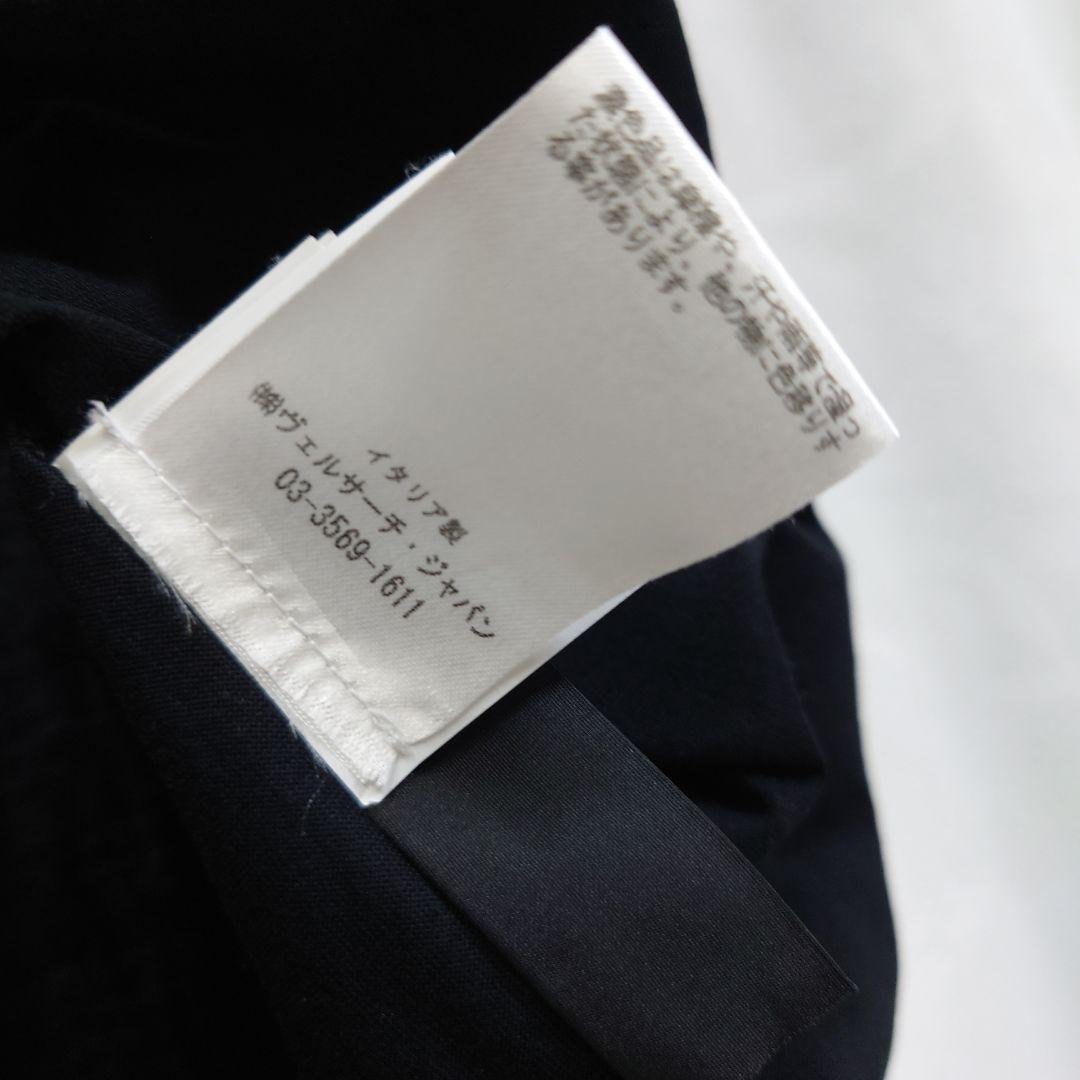 濃色品は摩擦や、汗や雨等で湿っ
た状態により、他の物に色移りす
る事があります。
イタリア製
㈱ヴェルサーチ・ジャパン
03-3569-1611